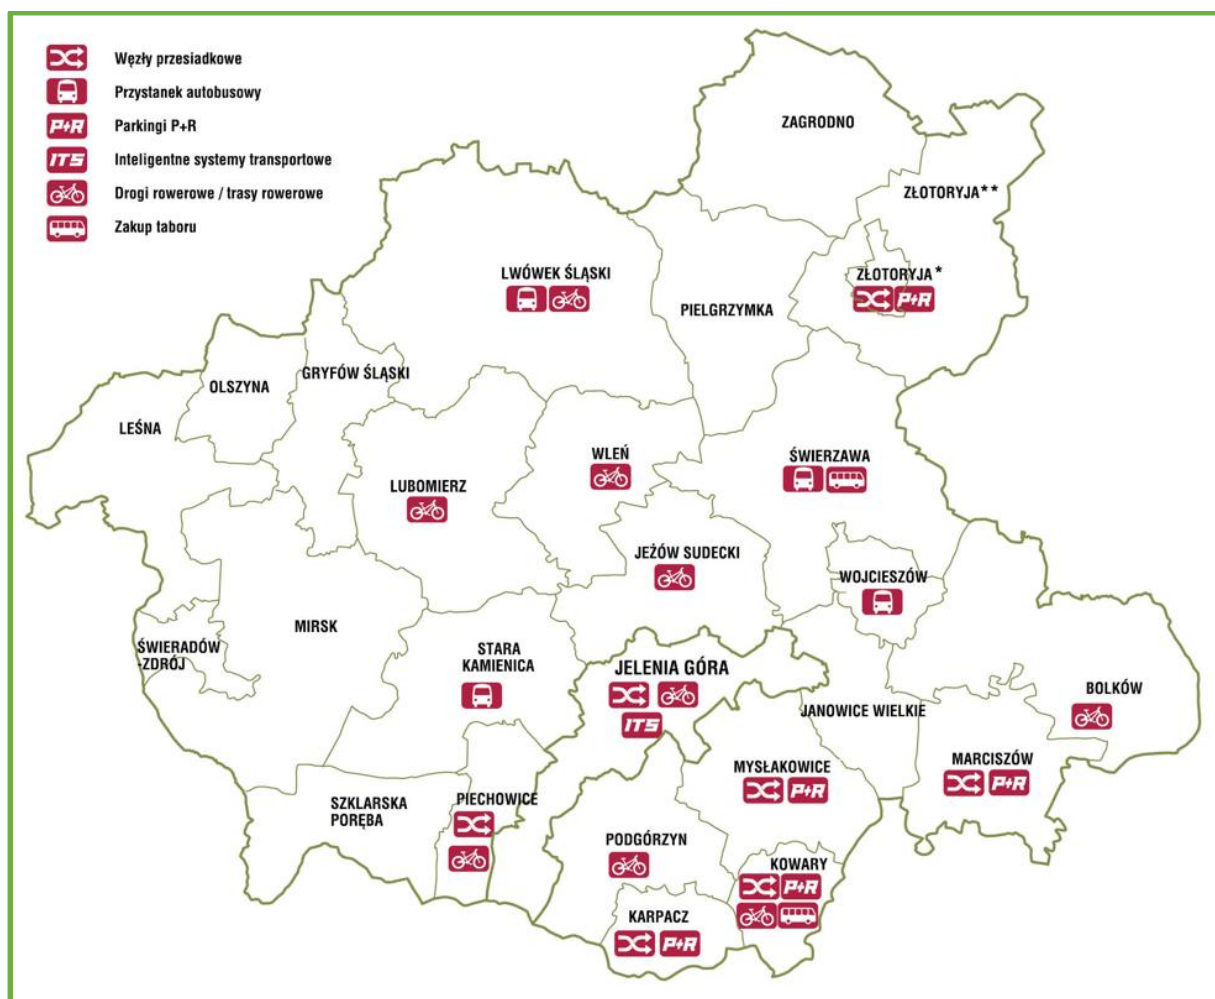 Węzły przesiadkowe
Przystanek autobusowy
P+R Parkingi P+R
ITS Inteligentne systemy transportowe
Drogi rowerowe / trasy rowerowe
Zakup taboru
ZAGRODNO
ZŁOTORYJA**
LWÓWEK ŚLĄSKI
ZŁOTORYJA*
P+R
PIELGRZYMKA
GRYFÓW ŚLĄSKI
OLSZYNA
LEŚNA
WLEŃ
ŚWIERZAWA
LUBOMIERZ
JEŻÓW SUDECKI
WOJCIESZÓW
MIRSK
ŚWIERADÓW
-ZDRÓJ
STARA
KAMIENICA
JELENIA GÓRA
ITS
JANOWICE WIELKIE
BOLKÓW
MYSŁAKOWICE
P+R
MARCISZÓW
P+R
SZKLARSKA
PORĘBA
PIECHOWICE
PODGÓRZYN
KOWARY
P+R
KARPACZ
P+R